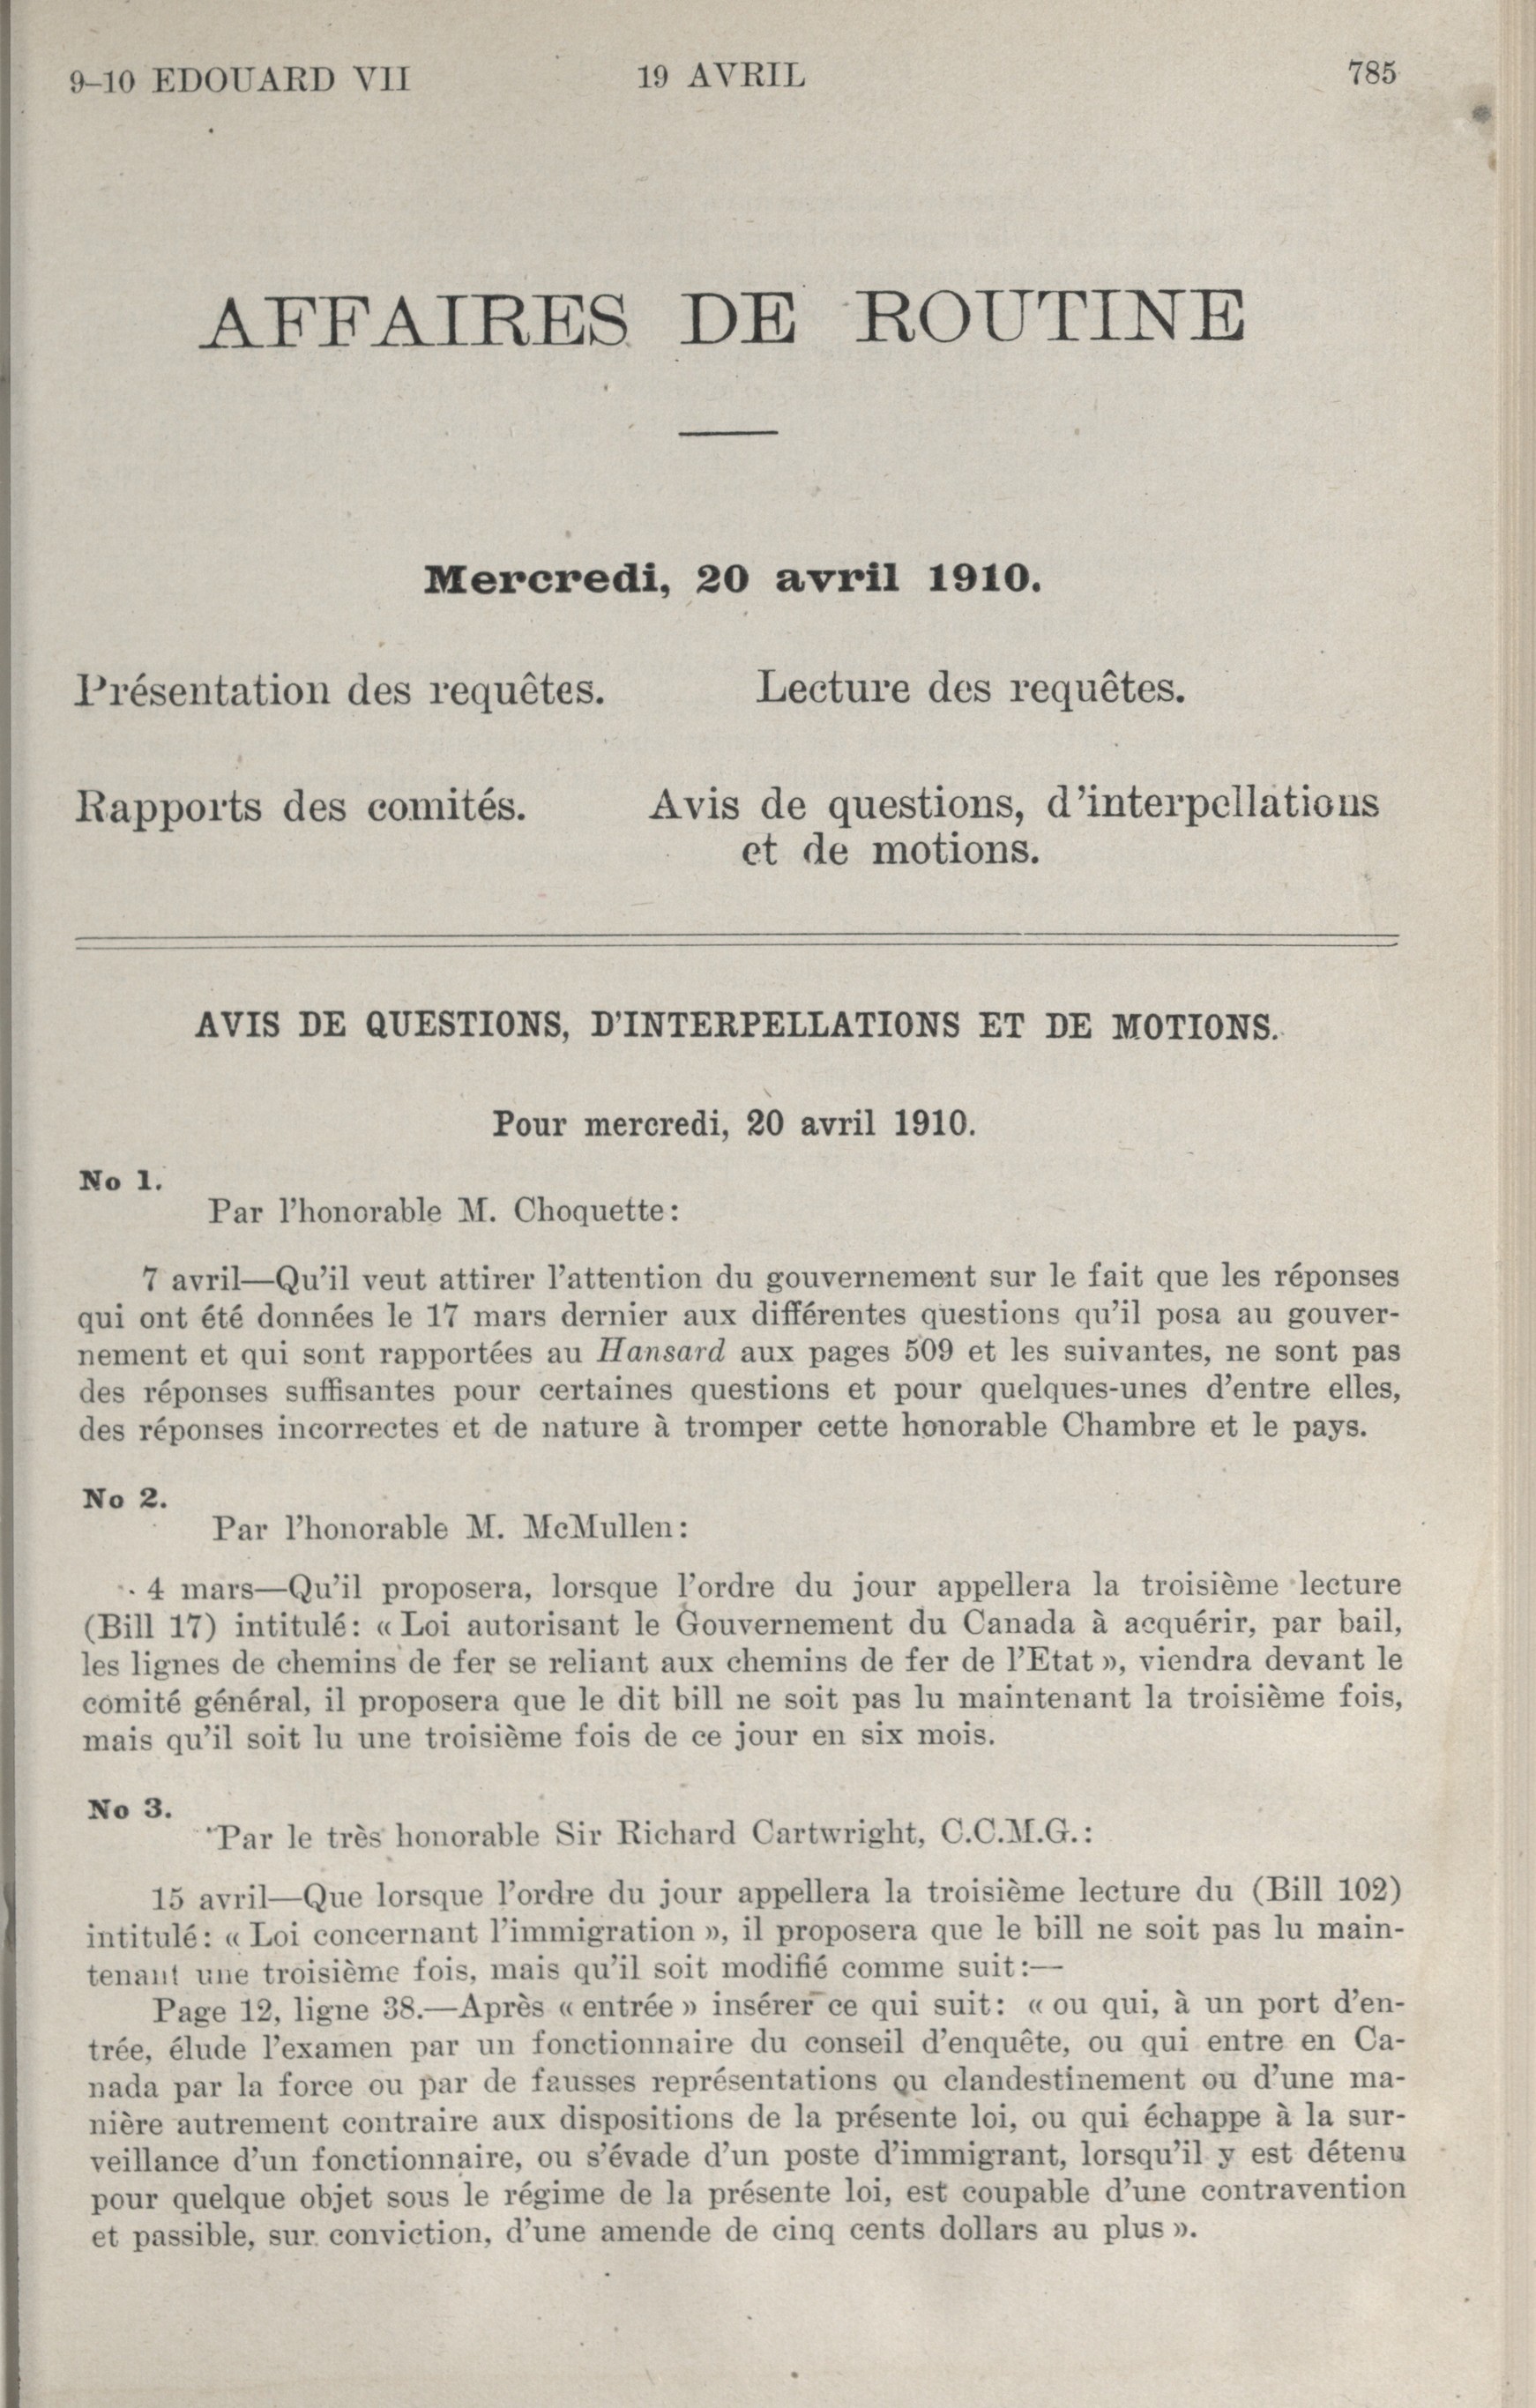 9–10 EDOUARD VII 19 AVRIL 785
AFFAIRES DE ROUTINE
Mercredi, 20 avril 1910.
Présentation des requêtes. Lecture des requêtes.
Rapports des comités. Avis de questions, d'interpellations
et de motions.
AVIS DE QUESTIONS, D'INTERPELLATIONS ET DE MOTIONS.
Pour mercredi, 20 avril 1910.
No 1.
Par l'honorable M. Choquette:
7 avril—Qu'il veut attirer l'attention du gouvernement sur le fait que les réponses
qui ont été données le 17 mars dernier aux différentes questions qu'il posa au gouver-
nement et qui sont rapportées au Hansard aux pages 509 et les suivantes, ne sont pas
des réponses suffisantes pour certaines questions et pour quelques-unes d'entre elles,
des réponses incorrectes et de nature à tromper cette honorable Chambre et le pays.
No 2.
Par l'honorable M. McMullen:
4 mars—Qu'il proposera, lorsque l'ordre du jour appellera la troisième lecture
(Bill 17) intitulé: « Loi autorisant le Gouvernement du Canada à acquérir, par bail,
les lignes de chemins de fer se reliant aux chemins de fer de l'Etat », viendra devant le
comité général, il proposera que le dit bill ne soit pas lu maintenant la troisième fois,
mais qu'il soit lu une troisième fois de ce jour en six mois.
No 3.
Par le très honorable Sir Richard Cartwright, C.C.M.G.:
15 avril—Que lorsque l'ordre du jour appellera la troisième lecture du (Bill 102)
intitulé: « Loi concernant l'immigration », il proposera que le bill ne soit pas lu main-
tenant une troisième fois, mais qu'il soit modifié comme suit:—
Page 12, ligne 38.—Après « entrée » insérer ce qui suit: « ou qui, à un port d'en-
trée, élude l'examen par un fonctionnaire du conseil d'enquête, ou qui entre en Ca-
nada par la force ou par de fausses représentations ou clandestinement ou d'une ma-
nière autrement contraire aux dispositions de la présente loi, ou qui échappe à la sur-
veillance d'un fonctionnaire, ou s'évade d'un poste d'immigrant, lorsqu'il y est détenu
pour quelque objet sous le régime de la présente loi, est coupable d'une contravention
et passible, sur conviction, d'une amende de cinq cents dollars au plus ».